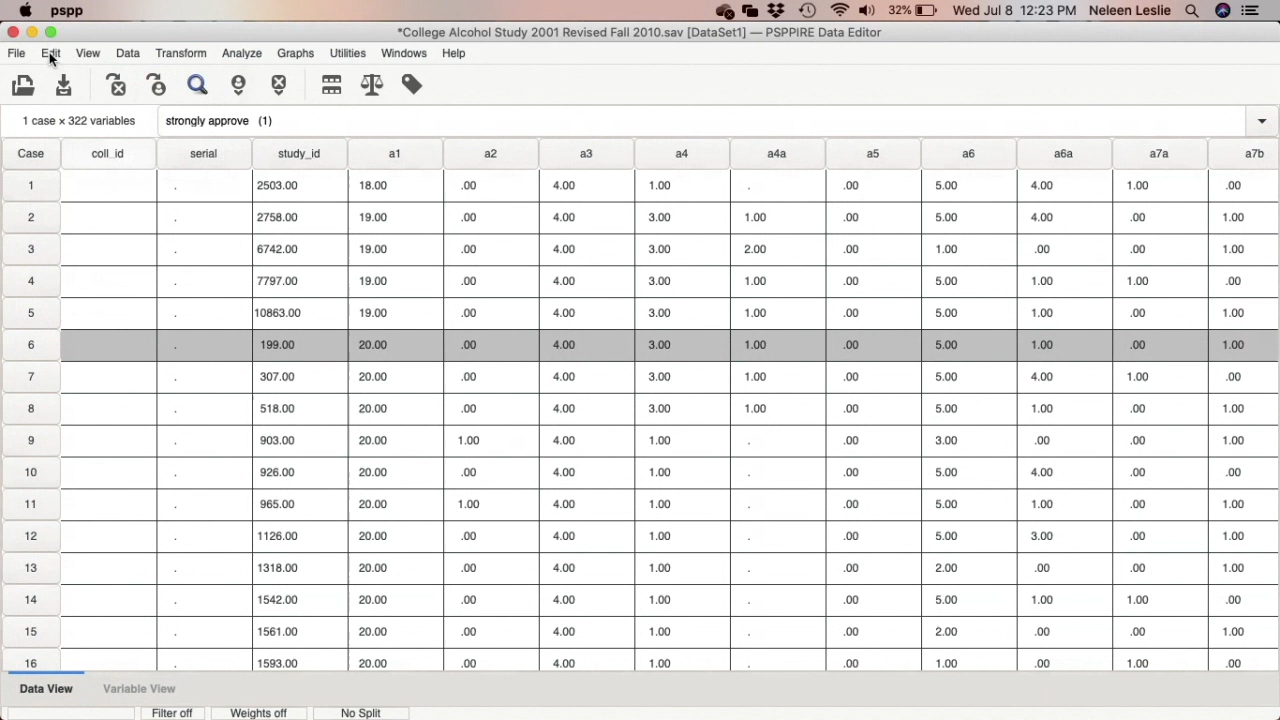 pspp 32% Wed Jul 8 12:23 PM Neleen Leslie
*College Alcohol Study 2001 Revised Fall 2010.sav [DataSet1] — PSPPIRE Data Editor
File Edit View Data Transform Analyze Graphs Utilities Windows Help
1 case × 322 variables strongly approve (1)
Case coll_id serial study_id a1 a2 a3 a4 a4a a5 a6 a6a a7a a7b
1 . 2503.00 18.00 .00 4.00 1.00 . .00 5.00 4.00 1.00 .00
2 . 2758.00 19.00 .00 4.00 3.00 1.00 .00 5.00 4.00 .00 1.00
3 . 6742.00 19.00 .00 4.00 3.00 2.00 .00 1.00 .00 .00 1.00
4 . 7797.00 19.00 .00 4.00 3.00 1.00 .00 5.00 1.00 1.00 .00
5 . 10863.00 19.00 .00 4.00 3.00 1.00 .00 5.00 1.00 .00 1.00
6 . 199.00 20.00 .00 4.00 3.00 1.00 .00 5.00 1.00 .00 1.00
7 . 307.00 20.00 .00 4.00 3.00 1.00 .00 5.00 4.00 1.00 .00
8 . 518.00 20.00 .00 4.00 3.00 1.00 .00 5.00 1.00 .00 1.00
9 . 903.00 20.00 1.00 4.00 1.00 . .00 3.00 .00 .00 1.00
10 . 926.00 20.00 .00 4.00 1.00 . .00 5.00 4.00 .00 .00
11 . 965.00 20.00 1.00 4.00 1.00 . .00 5.00 1.00 .00 1.00
12 . 1126.00 20.00 .00 4.00 1.00 . .00 5.00 3.00 .00 1.00
13 . 1318.00 20.00 .00 4.00 1.00 . .00 2.00 .00 .00 1.00
14 . 1542.00 20.00 .00 4.00 1.00 . .00 5.00 1.00 1.00 .00
15 . 1561.00 20.00 .00 4.00 1.00 . .00 2.00 .00 .00 1.00
16 . 1593.00 20.00 .00 4.00 1.00 . .00 1.00 .00 1.00 .00
Data View Variable View
Filter off Weights off No Split